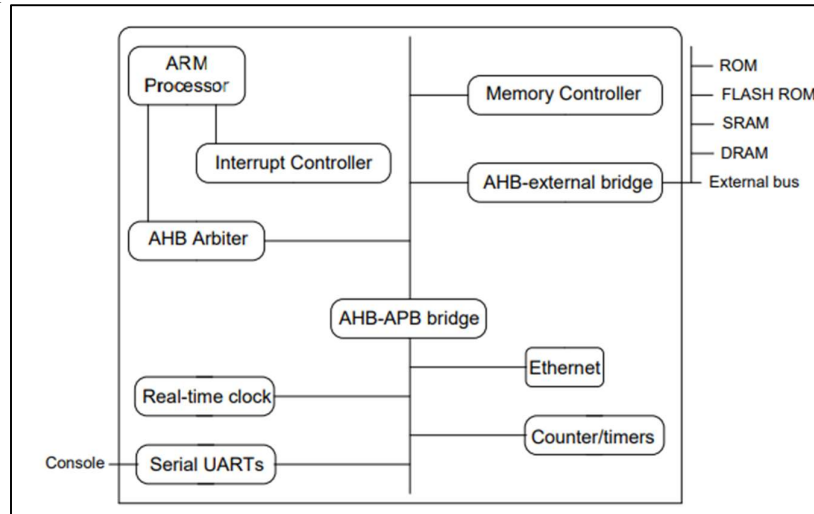 ARM
Processor
ROM
Memory Controller
FLASH ROM
SRAM
Interrupt Controller
DRAM
AHB-external bridge
External bus
AHB Arbiter
AHB-APB bridge
Ethernet
Real-time clock
Counter/timers
Console
Serial UARTs